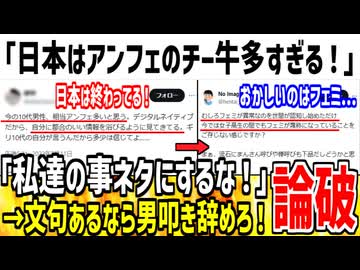 「日本はアンフェのチー牛多すぎる！」
フォロー
今の10代男性、相当アンフェ多いと思う。デジタルネイティブ
だから、自分に都合のいい情報を浴びるように見てきてる。ギ
リ10代の自分が言うんだから多少は信じてよ......
日本は終わってる！
No Imag
おかしいのはフェミ...
むしろフェミが異常なのを世間が認知し始めただけ
今では女子高生の間でもフェミが蔑称になっていることを
ご存じない感じですか？
「私達の事ネタにするな！」
→文句あるなら男叩き辞めろ！
論破